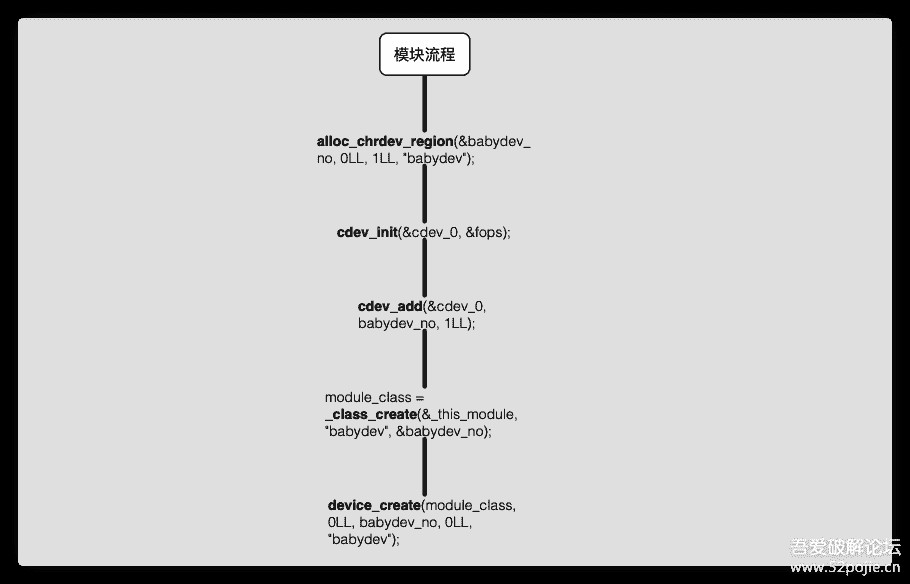 模块流程
alloc_chrdev_region(&babydev_
no, 0LL, 1LL, "babydev");
cdev_init(&cdev_0, &fops);
cdev_add(&cdev_0,
babydev_no, 1LL);
module_class =
_class_create(&_this_module,
"babydev", &babydev_no);
device_create(module_class,
0LL, babydev_no, 0LL,
"babydev");
吾爱破解论坛
www.52pojie.cn